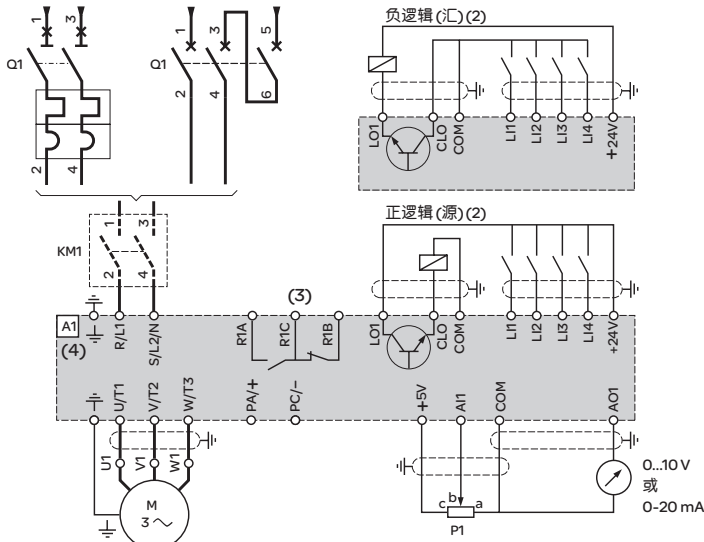 1 3
Q1
2 4
1 3 5
Q1
2 4 6
负逻辑(汇)(2)
LO1 CLO COM LI1 LI2 LI3 LI4 +24V
1 3
KM1
2 4
正逻辑(源)(2)
(3)
A1
(4)
R/L1 S/L2/N R1A R1C R1B LO1 CLO COM LI1 LI2 LI3 LI4 +24V
U/T1 V/T2 W/T3 PA/+ PC/- +5V AI1 COM AO1
U1 V1 W1
M
3
c b a
P1
0...10 V
或
0-20 mA